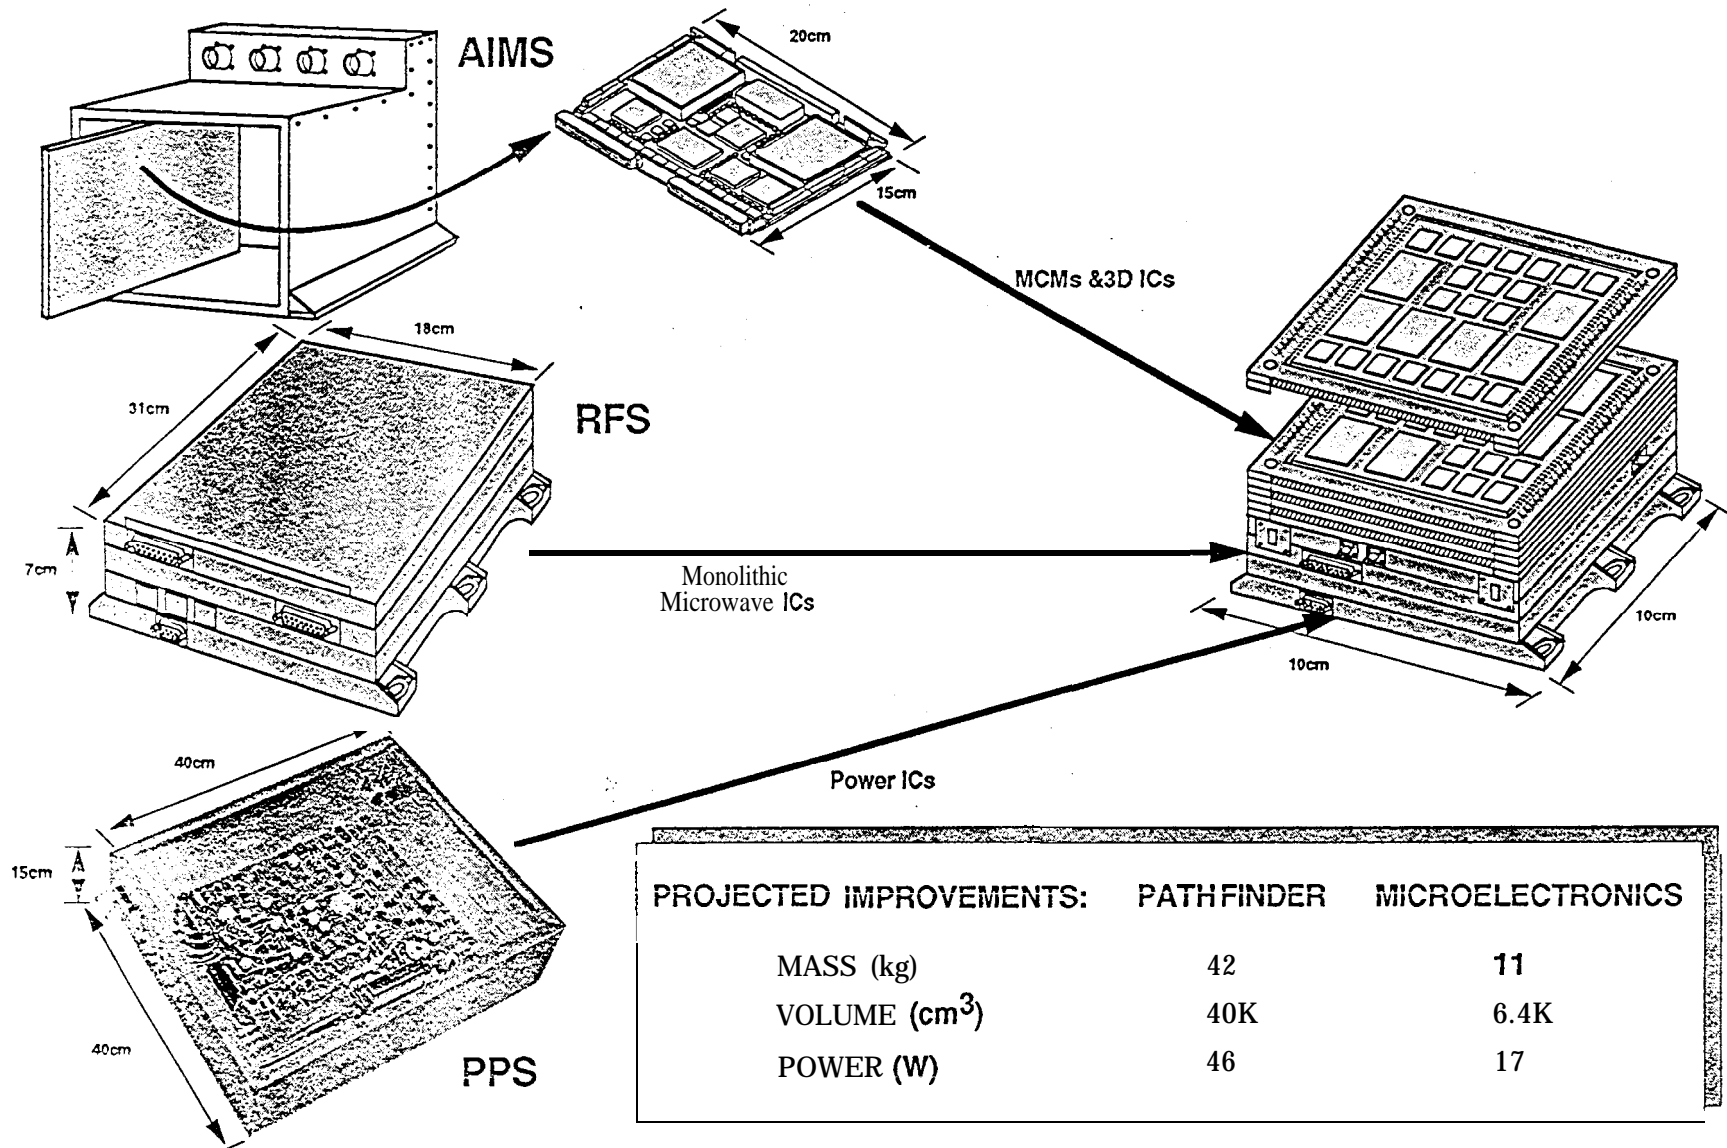 AIMS
20cm
15cm
MCMs &3D ICs
18cm
31cm
RFS
7cm
Monolithic
Microwave ICs
10cm
10cm
40cm
Power ICs
15cm
40cm
PPS
PROJECTED IMPROVEMENTS: PATHFINDER MICROELECTRONICS
MASS (kg) 42 11
VOLUME (cm³) 40K 6.4K
POWER (W) 46 17